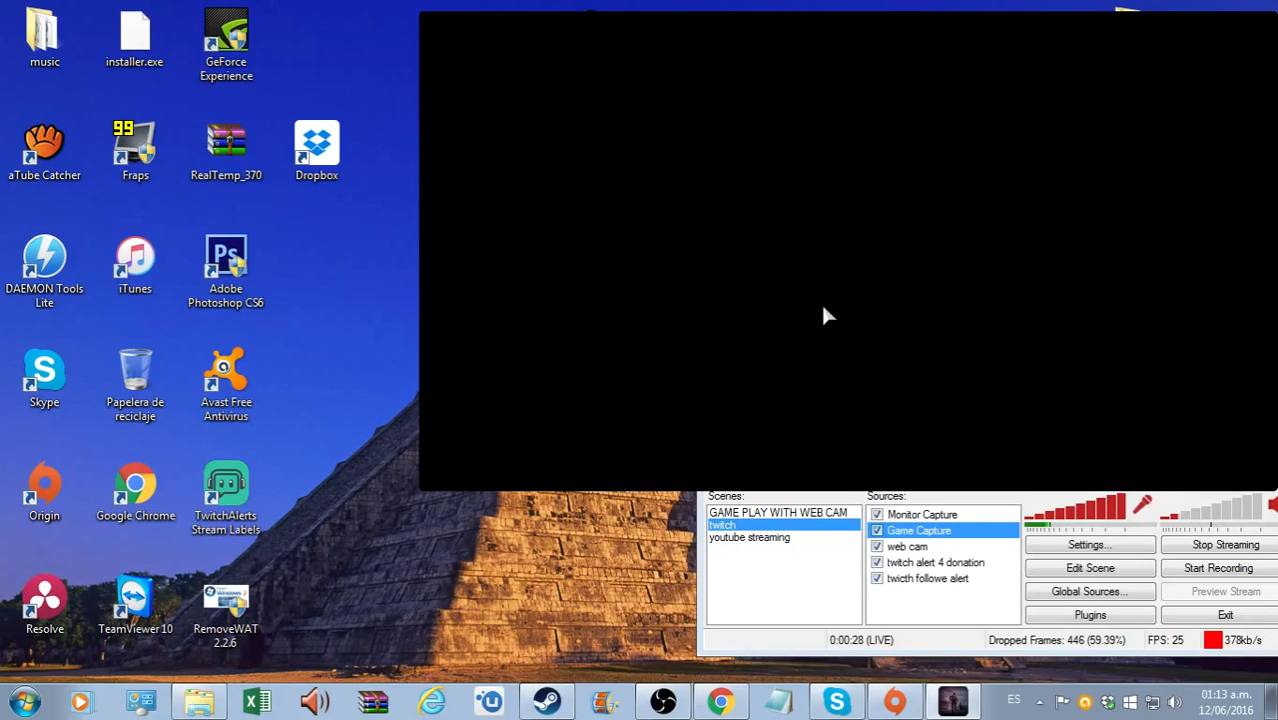 music
installer.exe
GeForce
Experience
99
aTube Catcher
Fraps
RealTemp_370
Dropbox
DAEMON Tools
Lite
iTunes
Ps
Adobe
Photoshop CS6
Skype
Papelera de
reciclaje
Avast Free
Antivirus
Origin
Google Chrome
TwitchAlerts
Stream Labels
Resolve
TeamViewer 10
RemoveWAT
2.2.6
Scenes:
GAME PLAY WITH WEB CAM
twitch
youtube streaming
Sources:
Monitor Capture
Game Capture
web cam
twitch alert 4 donation
twicth followe alert
Settings...
Stop Streaming
Edit Scene
Start Recording
Global Sources...
Preview Stream
Plugins
Exit
0:00:28 (LIVE)
Dropped Frames: 446 (59.39%)
FPS: 25
378kb/s
ES
01:13 a.m.
12/06/2016